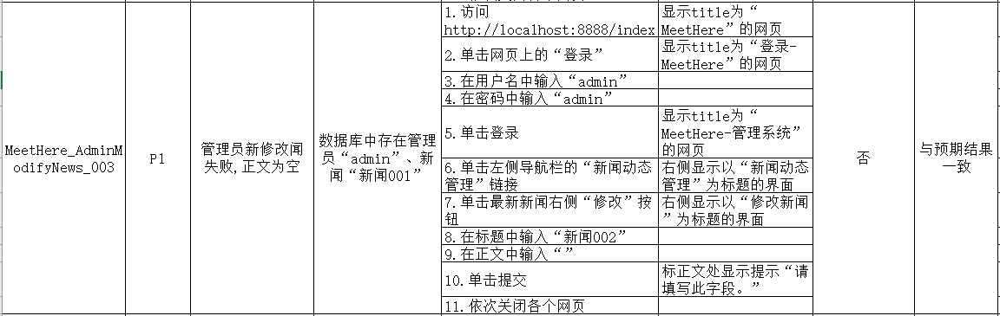 MeetHere_AdminM
odifyNews_003
P1
管理员新修改闻
失败,正文为空
数据库中存在管理
员“admin”、新
闻“新闻001”
1.访问
http://localhost:8888/index
显示title为“
MeetHere”的网页
2.单击网页上的“登录”
显示title为“登录-
MeetHere”的网页
3.在用户名中输入“admin”
4.在密码中输入“admin”
5.单击登录
显示title为“
MeetHere-管理系统”
的网页
6.单击左侧导航栏的“新闻动态
管理”链接
右侧显示以“新闻动态
管理”为标题的界面
7.单击最新新闻右侧“修改”按
钮
右侧显示以“修改新闻
”为标题的界面
8.在标题中输入“新闻002”
9.在正文中输入“”
10.单击提交
标正文处显示提示“请
填写此字段。”
11.依次关闭各个网页
否
与预期结果
一致